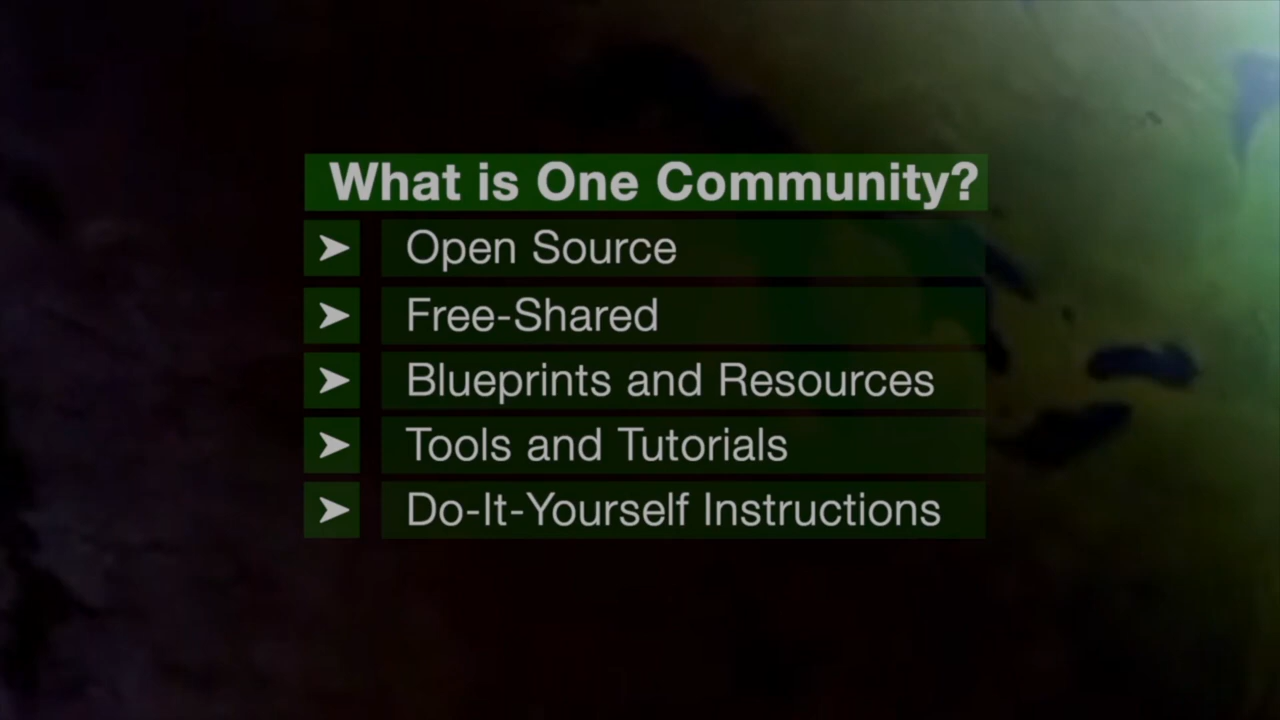 What is One Community?
➤ Open Source
➤ Free-Shared
➤ Blueprints and Resources
➤ Tools and Tutorials
➤ Do-It-Yourself Instructions